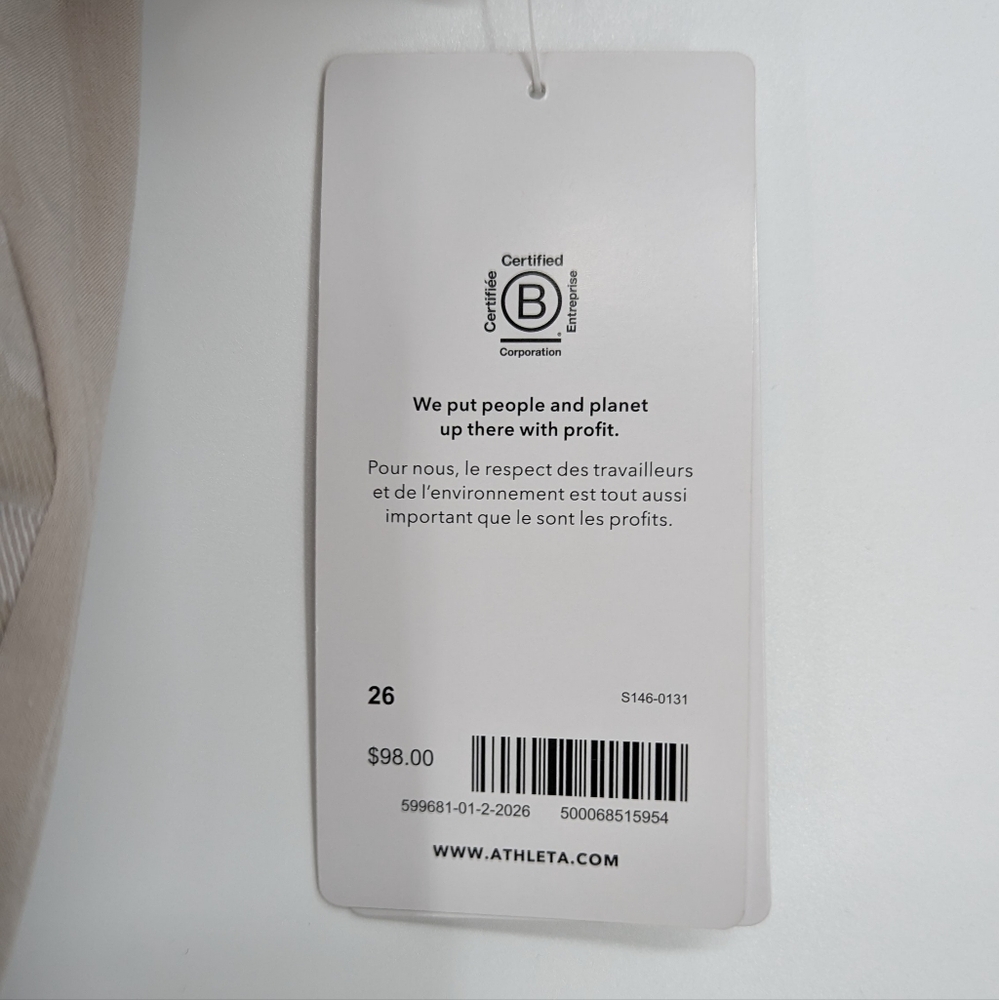 Certified
Certifiée
B
Entreprise
Corporation
We put people and planet
up there with profit.
Pour nous, le respect des travailleurs
et de l'environnement est tout aussi
important que le sont les profits.
26
S146-0131
$98.00
599681-01-2-2026 500068515954
WWW.ATHLETA.COM